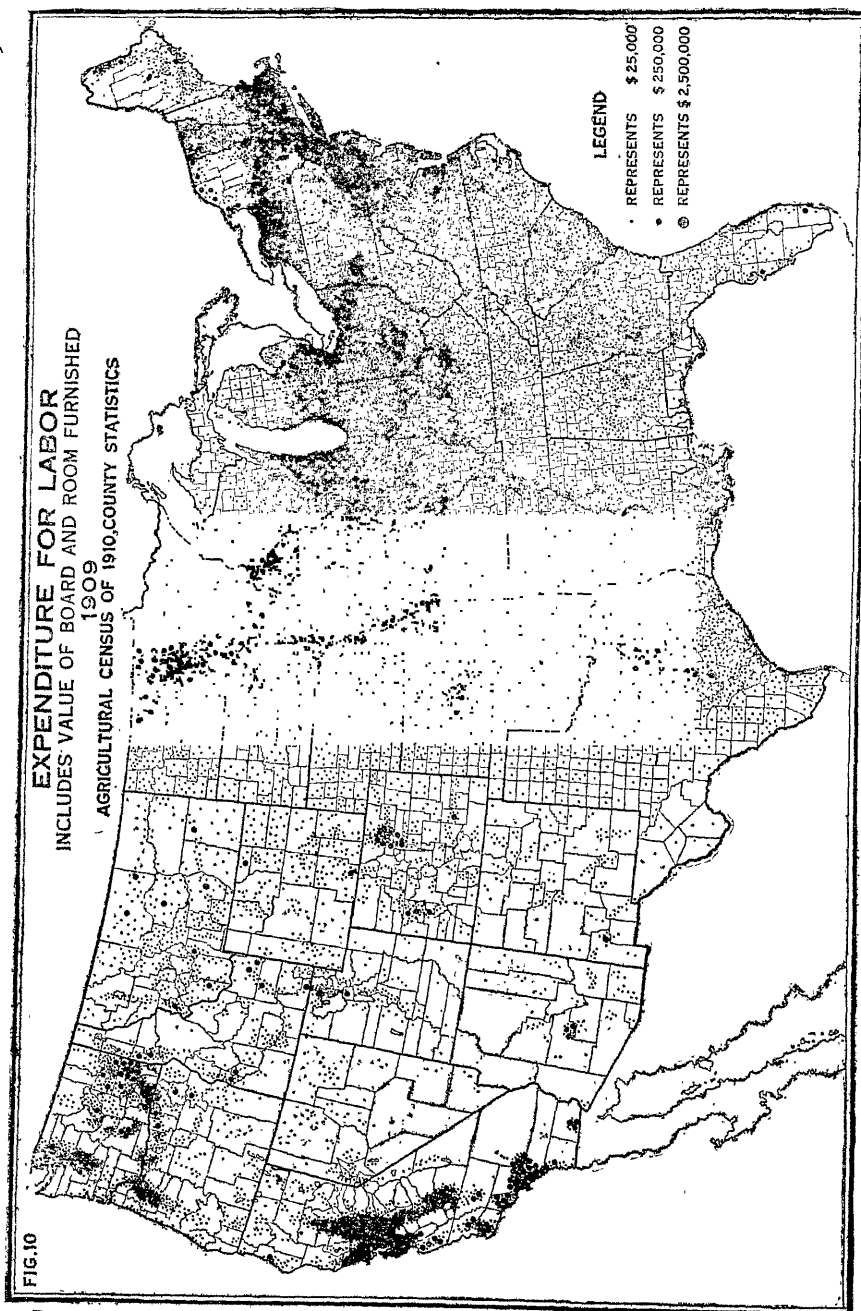 FIG.10
EXPENDITURE FOR LABOR
INCLUDES VALUE OF BOARD AND ROOM FURNISHED
1909
AGRICULTURAL CENSUS OF 1910, COUNTY STATISTICS
LEGEND
REPRESENTS $ 25,000
REPRESENTS $ 250,000
REPRESENTS $ 2,500,000